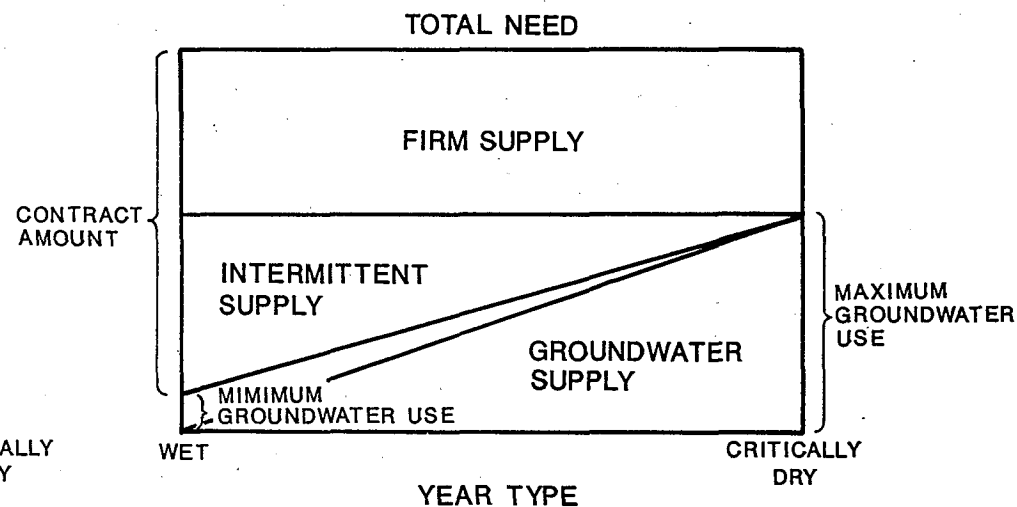 TOTAL NEED
FIRM SUPPLY
CONTRACT
AMOUNT
INTERMITTENT
SUPPLY
MAXIMUM
GROUNDWATER
USE
GROUNDWATER
SUPPLY
MIMIMUM
GROUNDWATER USE
ALLY
Y
WET
CRITICALLY
DRY
YEAR TYPE